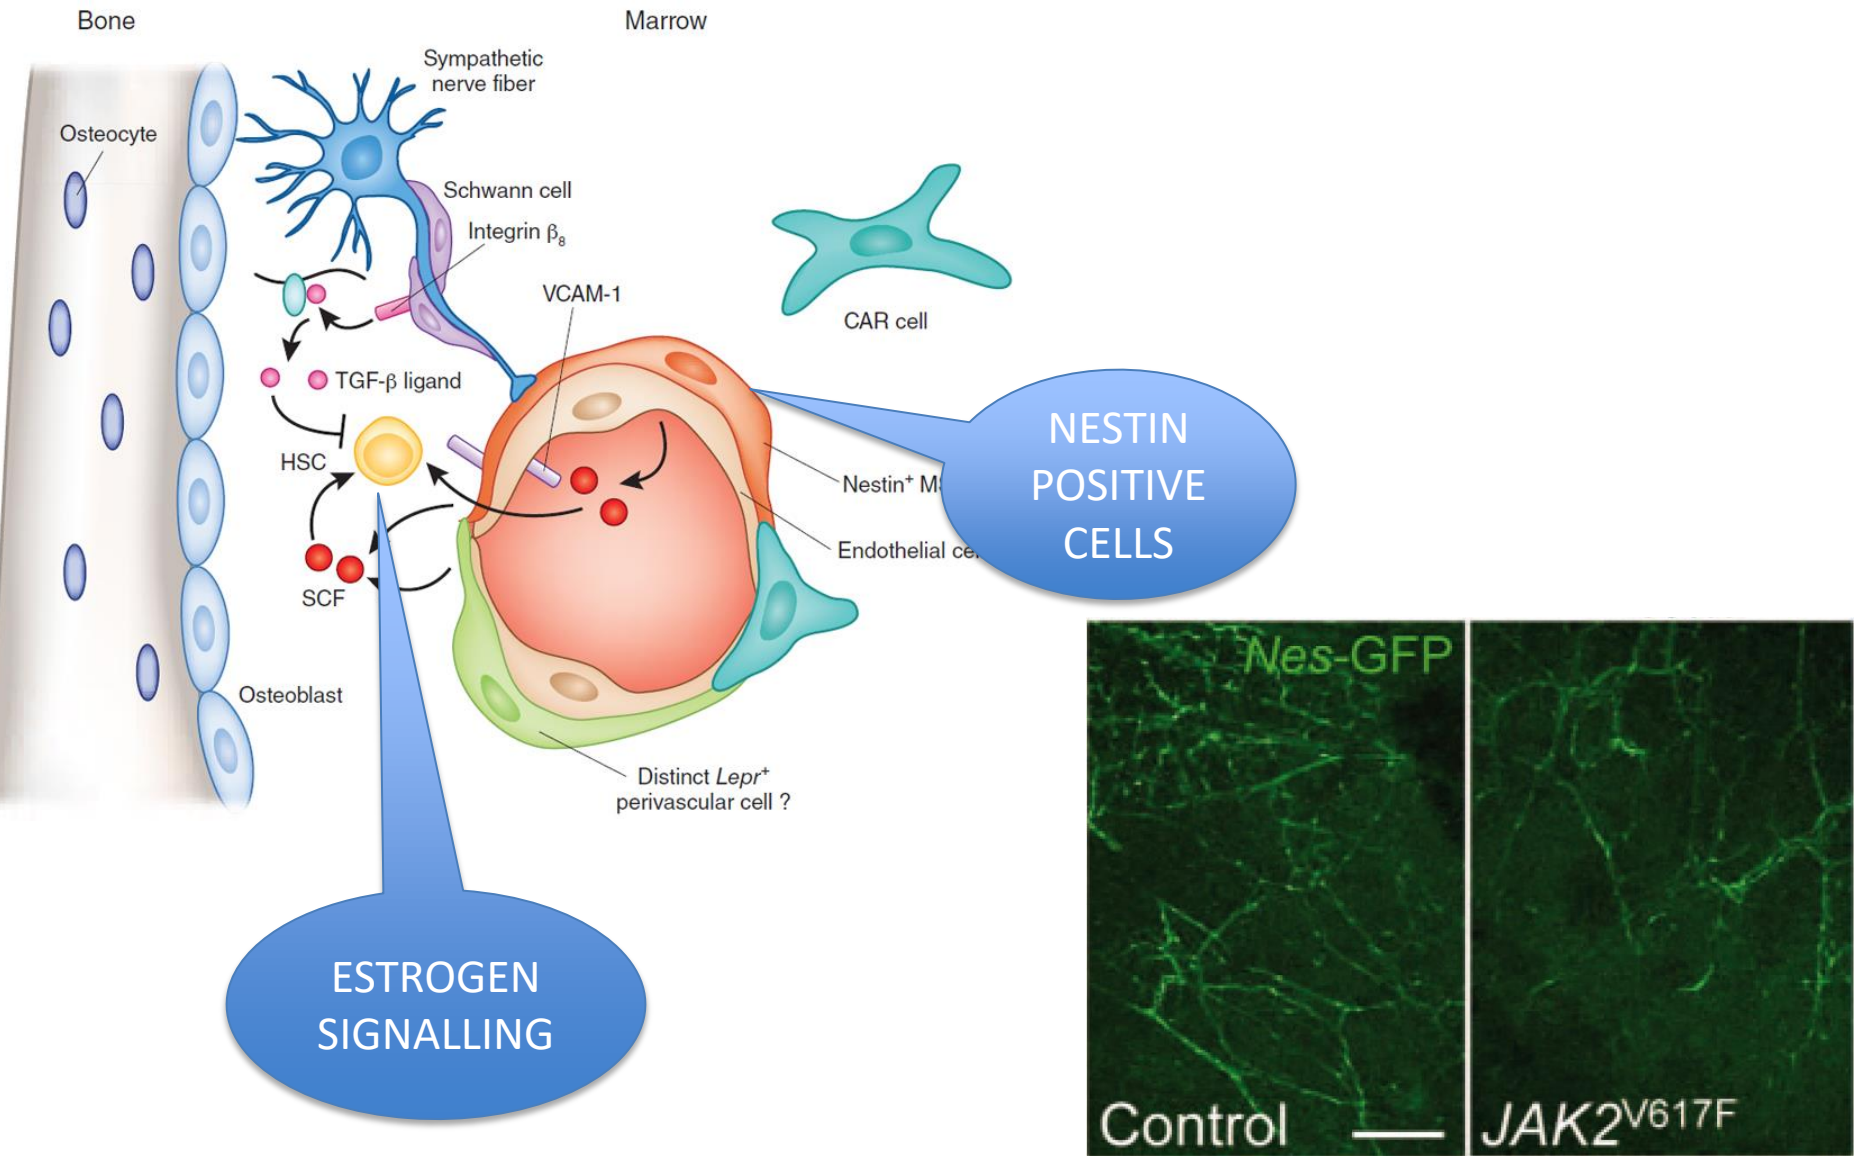 Bone
Marrow
Sympathetic
nerve fiber
Osteocyte
Schwann cell
Integrin β8
VCAM-1
CAR cell
TGF-β ligand
HSC
NESTIN
POSITIVE
CELLS
Nestin+
Endothelial
SCF
Osteoblast
Distinct Lepr+
perivascular cell ?
ESTROGEN
SIGNALLING
Nes-GFP
Control
JAK2V617F